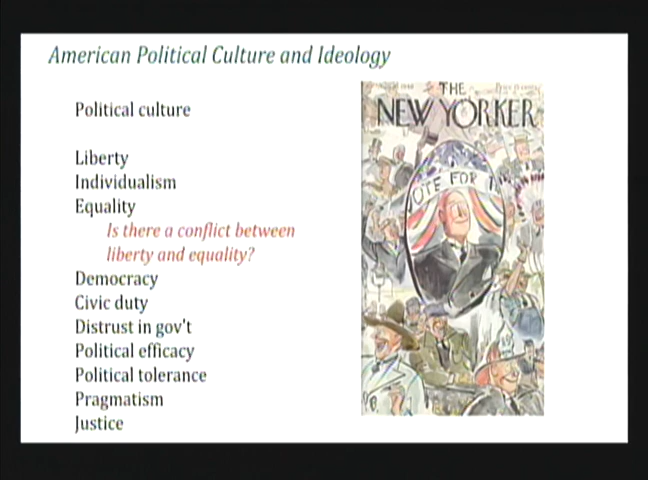 American Political Culture and Ideology
Political culture
Liberty
Individualism
Equality
Is there a conflict between
liberty and equality?
Democracy
Civic duty
Distrust in gov't
Political efficacy
Political tolerance
Pragmatism
Justice
THE
NEW YORKER
OTE FOR